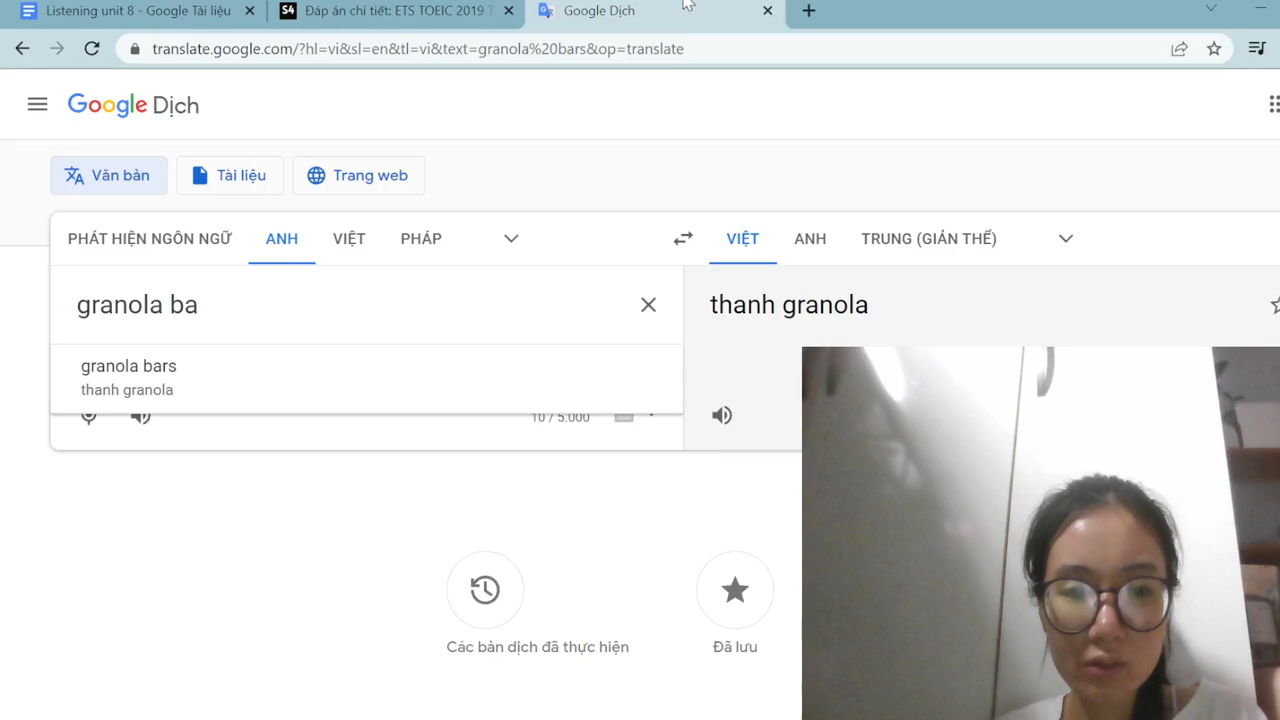 Listening unit 8 - Google Tài liệu
S4
Đáp án chi tiết: ETS TOEIC 2019 1
Google Dịch
translate.google.com/?hl=vi&sl=en&tl=vi&text=granola%20bars&op=translate
Google Dịch
Văn bản
Tài liệu
Trang web
PHÁT HIỆN NGÔN NGỮ
ANH
VIỆT
PHÁP
VIỆT
ANH
TRUNG (GIẢN THỂ)
granola ba
thanh granola
granola bars
thanh granola
10 / 5.000
Các bản dịch đã thực hiện
Đã lưu